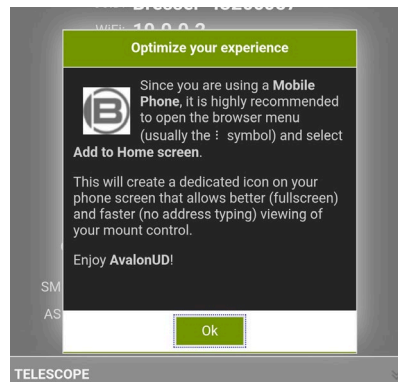 WiFi: 10.0.0.2
Optimize your experience
Since you are using a Mobile
Phone, it is highly recommended
to open the browser menu
(usually the ⋮ symbol) and select
Add to Home screen.
This will create a dedicated icon on your
phone screen that allows better (fullscreen)
and faster (no address typing) viewing of
your mount control.
Enjoy AvalonUD!
SM
AS
Ok
TELESCOPE